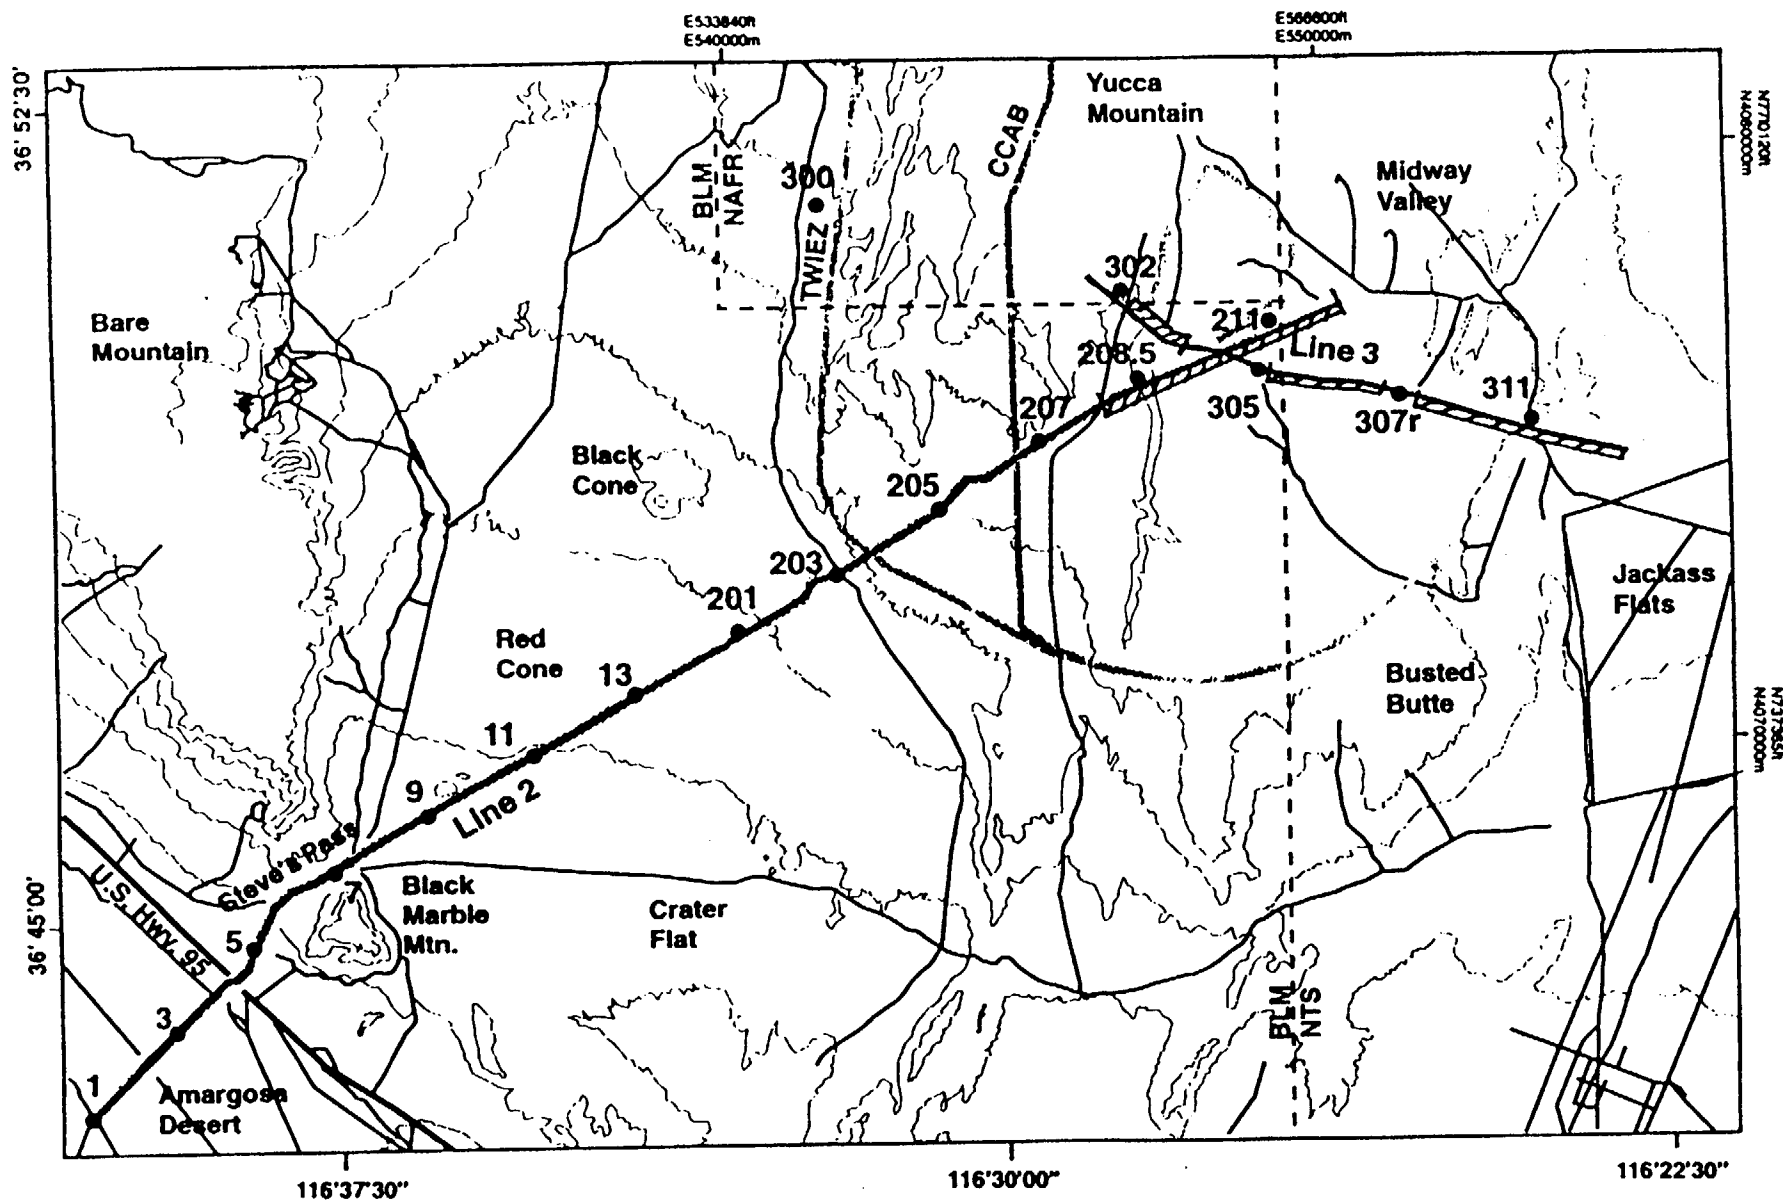 E533840ft
E540000m
E566600ft
E550000m
36°52'30"
N770120ft
N4080000m
Yucca
Mountain
CCAB
BLM
NAFR
300
TWIEZ
Midway
Valley
302
211
Line 3
208.5
Bare
Mountain
207
305
307r
311
Black
Cone
205
203
201
Jackass
Flats
Red
Cone
13
Busted
Butte
N737365ft
N4070000m
11
9
Line 2
Steve's Pass
U.S. HWY. 95
Black
Marble
Mtn.
Crater
Flat
36°45'00'
5
BLM
NTS
3
1
Amargosa
Desert
116°37'30"
116°30'00"
116°22'30"